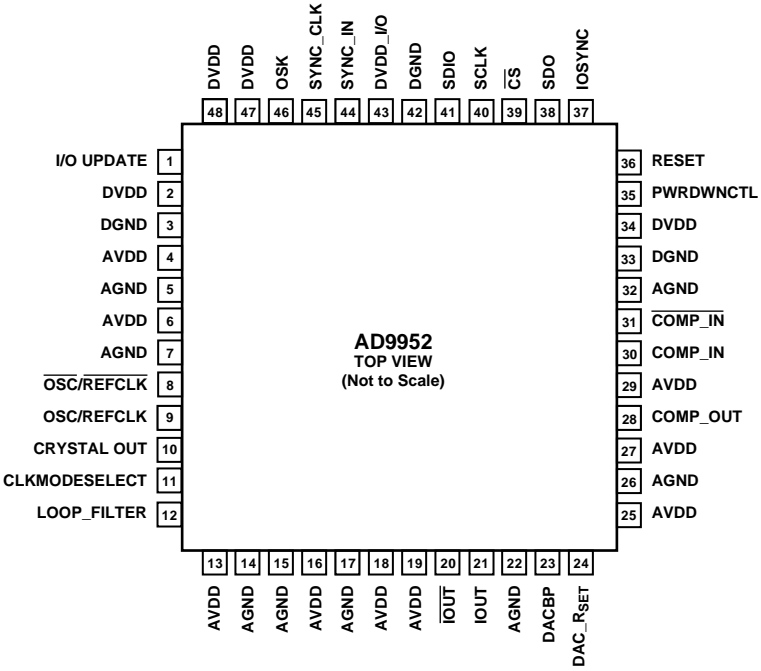 DVDD
DVDD
OSK
SYNC_CLK
SYNC_IN
DVDD_I/O
DGND
SDIO
SCLK
C̅S̅
SDO
IOSYNC
48 47 46 45 44 43 42 41 40 39 38 37
I/O UPDATE 1
DVDD 2
DGND 3
AVDD 4
AGND 5
AVDD 6
AGND 7
O̅S̅C̅/R̅E̅F̅C̅L̅K̅ 8
OSC/REFCLK 9
CRYSTAL OUT 10
CLKMODESELECT 11
LOOP_FILTER 12
AD9952
TOP VIEW
(Not to Scale)
36 RESET
35 PWRDWNCTL
34 DVDD
33 DGND
32 AGND
31 C̅O̅M̅P̅_̅I̅N̅
30 COMP_IN
29 AVDD
28 COMP_OUT
27 AVDD
26 AGND
25 AVDD
13 14 15 16 17 18 19 20 21 22 23 24
AVDD
AGND
AGND
AVDD
AGND
AVDD
AVDD
I̅O̅U̅T̅
IOUT
AGND
DACBP
DAC_RSET